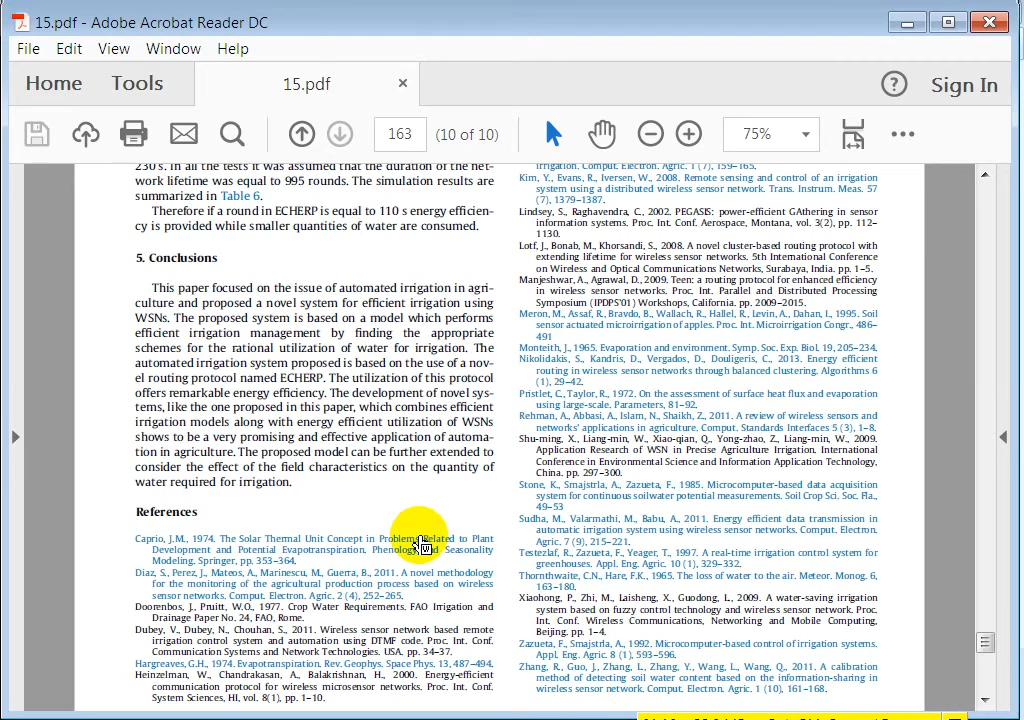 15.pdf - Adobe Acrobat Reader DC
File Edit View Window Help
Home Tools 15.pdf × ? Sign In
163 (10 of 10) 75%
230 s. In all the tests it was assumed that the duration of the net-
work lifetime was equal to 995 rounds. The simulation results are
summarized in Table 6.
Therefore if a round in ECHERP is equal to 110 s energy efficien-
cy is provided while smaller quantities of water are consumed.
5. Conclusions
This paper focused on the issue of automated irrigation in agri-
culture and proposed a novel system for efficient irrigation using
WSNs. The proposed system is based on a model which performs
efficient irrigation management by finding the appropriate
schemes for the rational utilization of water for irrigation. The
automated irrigation system proposed is based on the use of a nov-
el routing protocol named ECHERP. The utilization of this protocol
offers remarkable energy efficiency. The development of novel sys-
tems, like the one proposed in this paper, which combines efficient
irrigation models along with energy efficient utilization of WSNs
shows to be a very promising and effective application of automa-
tion in agriculture. The proposed model can be further extended to
consider the effect of the field characteristics on the quantity of
water required for irrigation.
References
Caprio, J.M., 1974. The Solar Thermal Unit Concept in Problems Related to Plant
Development and Potential Evapotranspiration. Phenology and Seasonality
Modeling. Springer, pp. 353–364.
Diaz, S., Perez, J., Mateos, A., Marinescu, M., Guerra, B., 2011. A novel methodology
for the monitoring of the agricultural production process based on wireless
sensor networks. Comput. Electron. Agric. 2 (4), 252–265.
Doorenbos, J., Pruitt, W.O., 1977. Crop Water Requirements. FAO Irrigation and
Drainage Paper No. 24, FAO, Rome.
Dubey, V., Dubey, N., Chouhan, S., 2011. Wireless sensor network based remote
irrigation control system and automation using DTMF code. Proc. Int. Conf.
Communication Systems and Network Technologies. USA. pp. 34–37.
Hargreaves, G.H., 1974. Evapotranspiration. Rev. Geophys. Space Phys. 13, 487–494.
Heinzelman, W., Chandrakasan, A., Balakrishnan, H., 2000. Energy-efficient
communication protocol for wireless microsensor networks. Proc. Int. Conf.
System Sciences, HI, vol. 8(1), pp. 1–10.
irrigation. Comput. Electron. Agric. 1 (7), 159–165.
Kim, Y., Evans, R., Iversen, W., 2008. Remote sensing and control of an irrigation
system using a distributed wireless sensor network. Trans. Instrum. Meas. 57
(7), 1379–1387.
Lindsey, S., Raghavendra, C., 2002. PEGASIS: power-efficient GAthering in sensor
information systems. Proc. Int. Conf. Aerospace, Montana, vol. 3(2), pp. 112–
1130.
Lotf, J., Bonab, M., Khorsandi, S., 2008. A novel cluster-based routing protocol with
extending lifetime for wireless sensor networks. 5th International Conference
on Wireless and Optical Communications Networks, Surabaya, India. pp. 1–5.
Manjeshwar, A., Agrawal, D., 2009. Teen: a routing protocol for enhanced efficiency
in wireless sensor networks. Proc. Int. Parallel and Distributed Processing
Symposium (IPDPS'01) Workshops, California. pp. 2009–2015.
Meron, M., Assaf, R., Bravdo, B., Wallach, R., Hallel, R., Levin, A., Dahan, I., 1995. Soil
sensor actuated microirrigation of apples. Proc. Int. Microirrigation Congr., 486–
491
Monteith, J., 1965. Evaporation and environment. Symp. Soc. Exp. Biol. 19, 205–234.
Nikolidakis, S., Kandris, D., Vergados, D., Douligeris, C., 2013. Energy efficient
routing in wireless sensor networks through balanced clustering. Algorithms 6
(1), 29–42.
Pristlet, C., Taylor, R., 1972. On the assessment of surface heat flux and evaporation
using large-scale. Parameters, 81–92.
Rehman, A., Abbasi, A., Islam, N., Shaikh, Z., 2011. A review of wireless sensors and
networks' applications in agriculture. Comput. Standards Interfaces 5 (3), 1–8.
Shu-ming, X., Liang-min, W., Xiao-qian, Q., Yong-zhao, Z., Liang-min, W., 2009.
Application Research of WSN in Precise Agriculture Irrigation. International
Conference in Environmental Science and Information Application Technology,
China. pp. 297–300.
Stone, K., Smajstrla, A., Zazueta, F., 1985. Microcomputer-based data acquisition
system for continuous soilwater potential measurements. Soil Crop Sci. Soc. Fla.,
49–53
Sudha, M., Valarmathi, M., Babu, A., 2011. Energy efficient data transmission in
automatic irrigation system using wireless sensor network. Comput. Electron.
Agric. 7 (9), 215–221.
Testezlaf, R., Zazueta, F., Yeager, T., 1997. A real-time irrigation control system for
greenhouses. Appl. Eng. Agric. 10 (1), 329–332.
Thornthwaite, C.N., Hare, F.K., 1965. The loss of water to the air. Meteor. Monog. 6,
163–180.
Xiaohong, P., Zhi, M., Laisheng, X., Guodong, L., 2009. A water-saving irrigation
system based on fuzzy control technology and wireless sensor network. Proc.
Int. Conf. Wireless Communications, Networking and Mobile Computing,
Beijing. pp. 1–4.
Zazueta, F., Smajstrla, A., 1992. Microcomputer-based control of irrigation systems.
Appl. Eng. Agric. 8 (1), 593–596.
Zhang, R., Guo, J., Zhang, L., Zhang, Y., Wang, L., Wang, Q., 2011. A calibration
method of detecting soil water content based on the information-sharing in
wireless sensor network. Comput. Electron. Agric. 1 (10), 161–168.